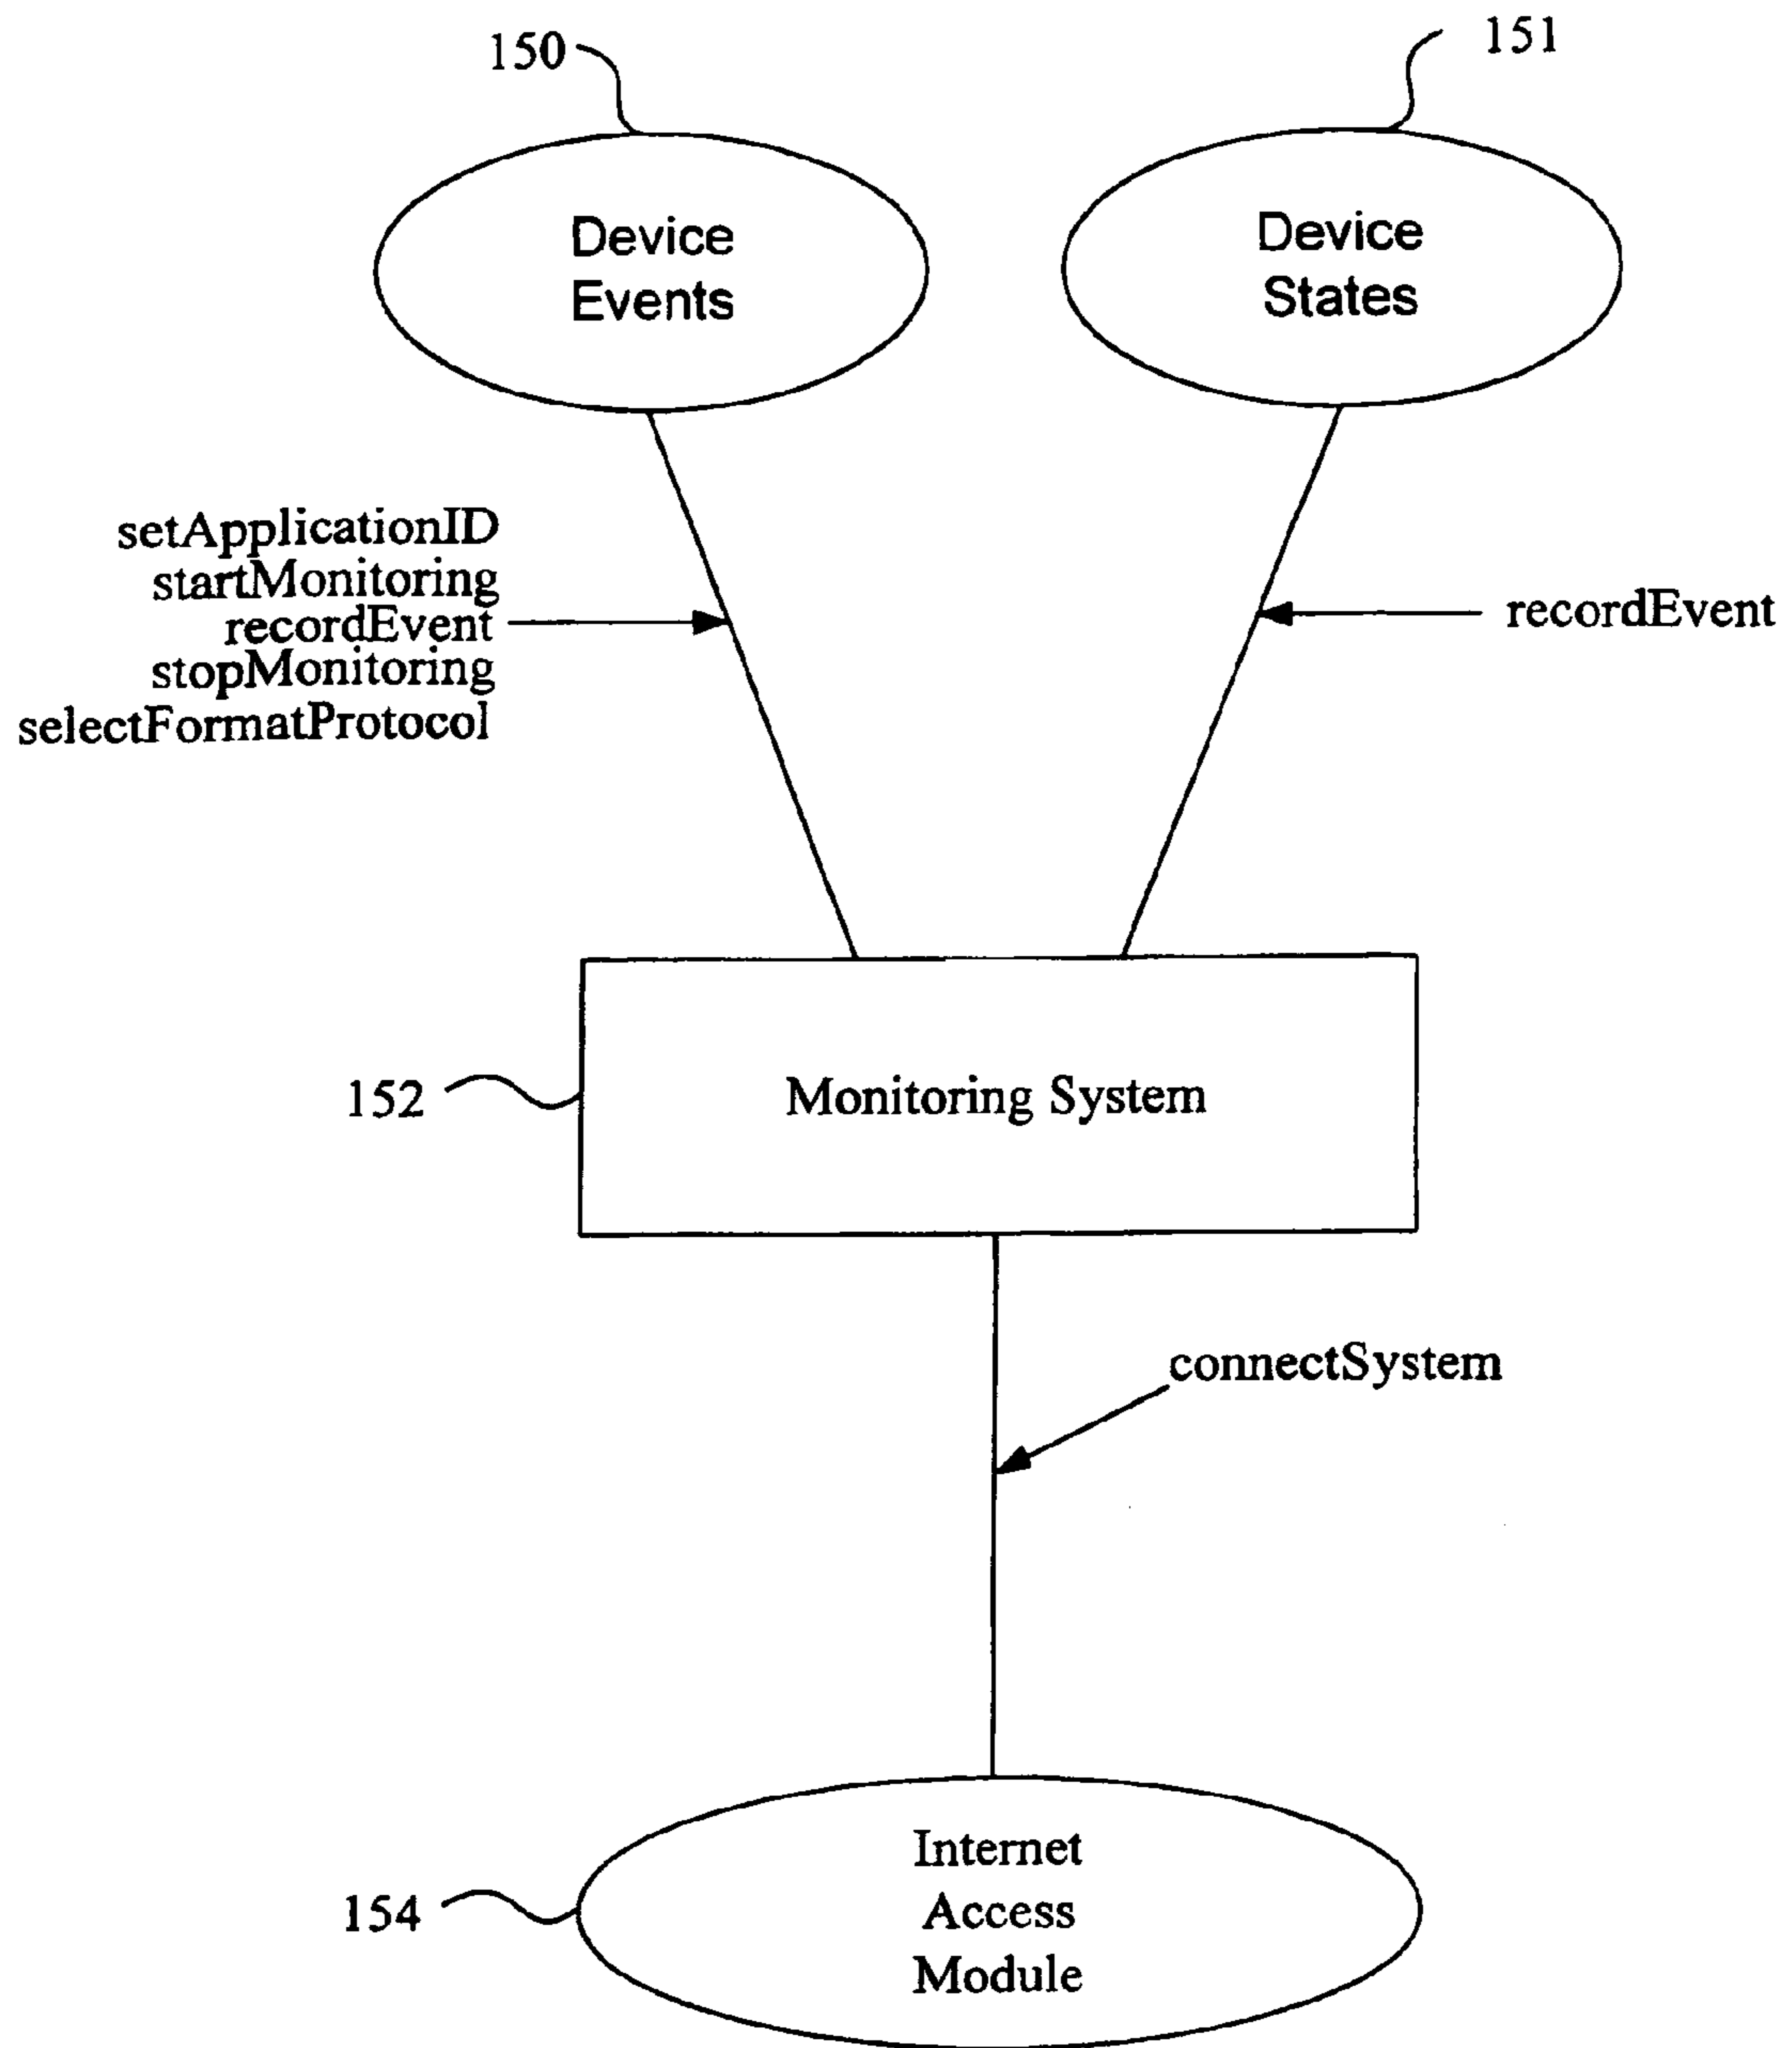 150
151
Device
Events
Device
States
setApplicationID
startMonitoring
recordEvent
stopMonitoring
selectFormatProtocol
recordEvent
152
Monitoring System
connectSystem
154
Internet
Access
Module